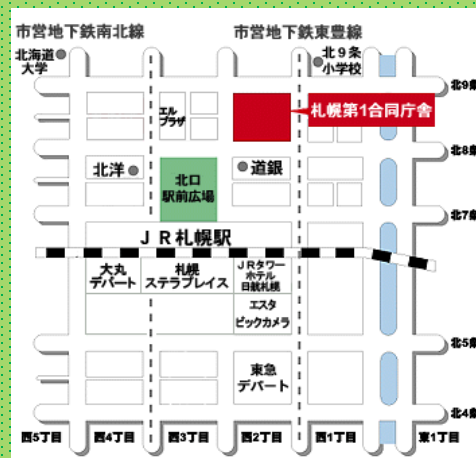 市営地下鉄南北線
市営地下鉄東豊線
北海道
大学
北9条
小学校
北9条
エル
プラザ
札幌第1合同庁舎
北8条
北洋
北口
駅前広場
道銀
北7条
JR札幌駅
大丸
デパート
札幌
ステラプレイス
JRタワー
ホテル
日航札幌
エスタ
ビックカメラ
北5条
東急
デパート
北4条
西5丁目
西4丁目
西3丁目
西2丁目
西1丁目
東1丁目